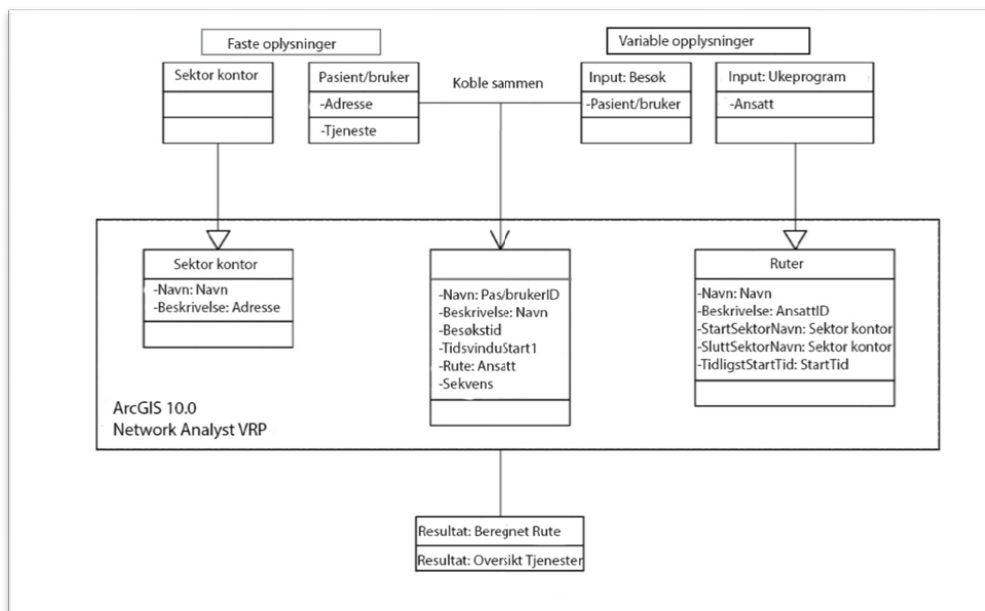 Faste oplysninger
Variable opplysninger
Sektor kontor
Pasient/bruker
-Adresse
-Tjeneste
Koble sammen
Input: Besøk
-Pasient/bruker
Input: Ukeprogram
-Ansatt
Sektor kontor
-Navn: Navn
-Beskrivelse: Adresse
-Navn: Pas/brukerID
-Beskrivelse: Navn
-Besøkstid
-TidsvinduStart1
-Rute: Ansatt
-Sekvens
Ruter
-Navn: Navn
-Beskrivelse: AnsattID
-StartSektorNavn: Sektor kontor
-SluttSektorNavn: Sektor kontor
-TidligstStartTid: StartTid
ArcGIS 10.0
Network Analyst VRP
Resultat: Beregnet Rute
Resultat: Oversikt Tjenester